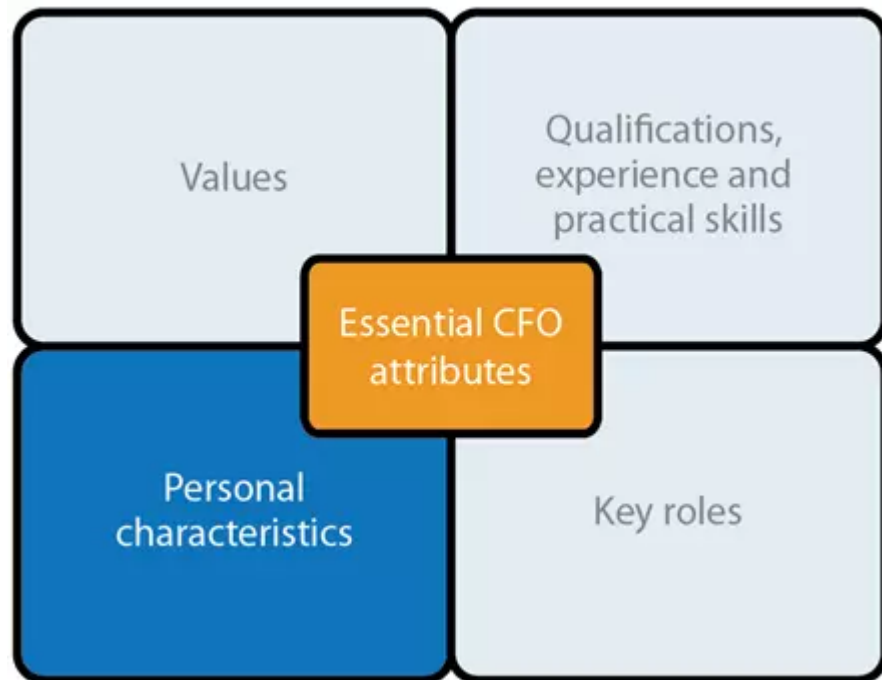 Values
Qualifications,
experience and
practical skills
Essential CFO
attributes
Personal
characteristics
Key roles